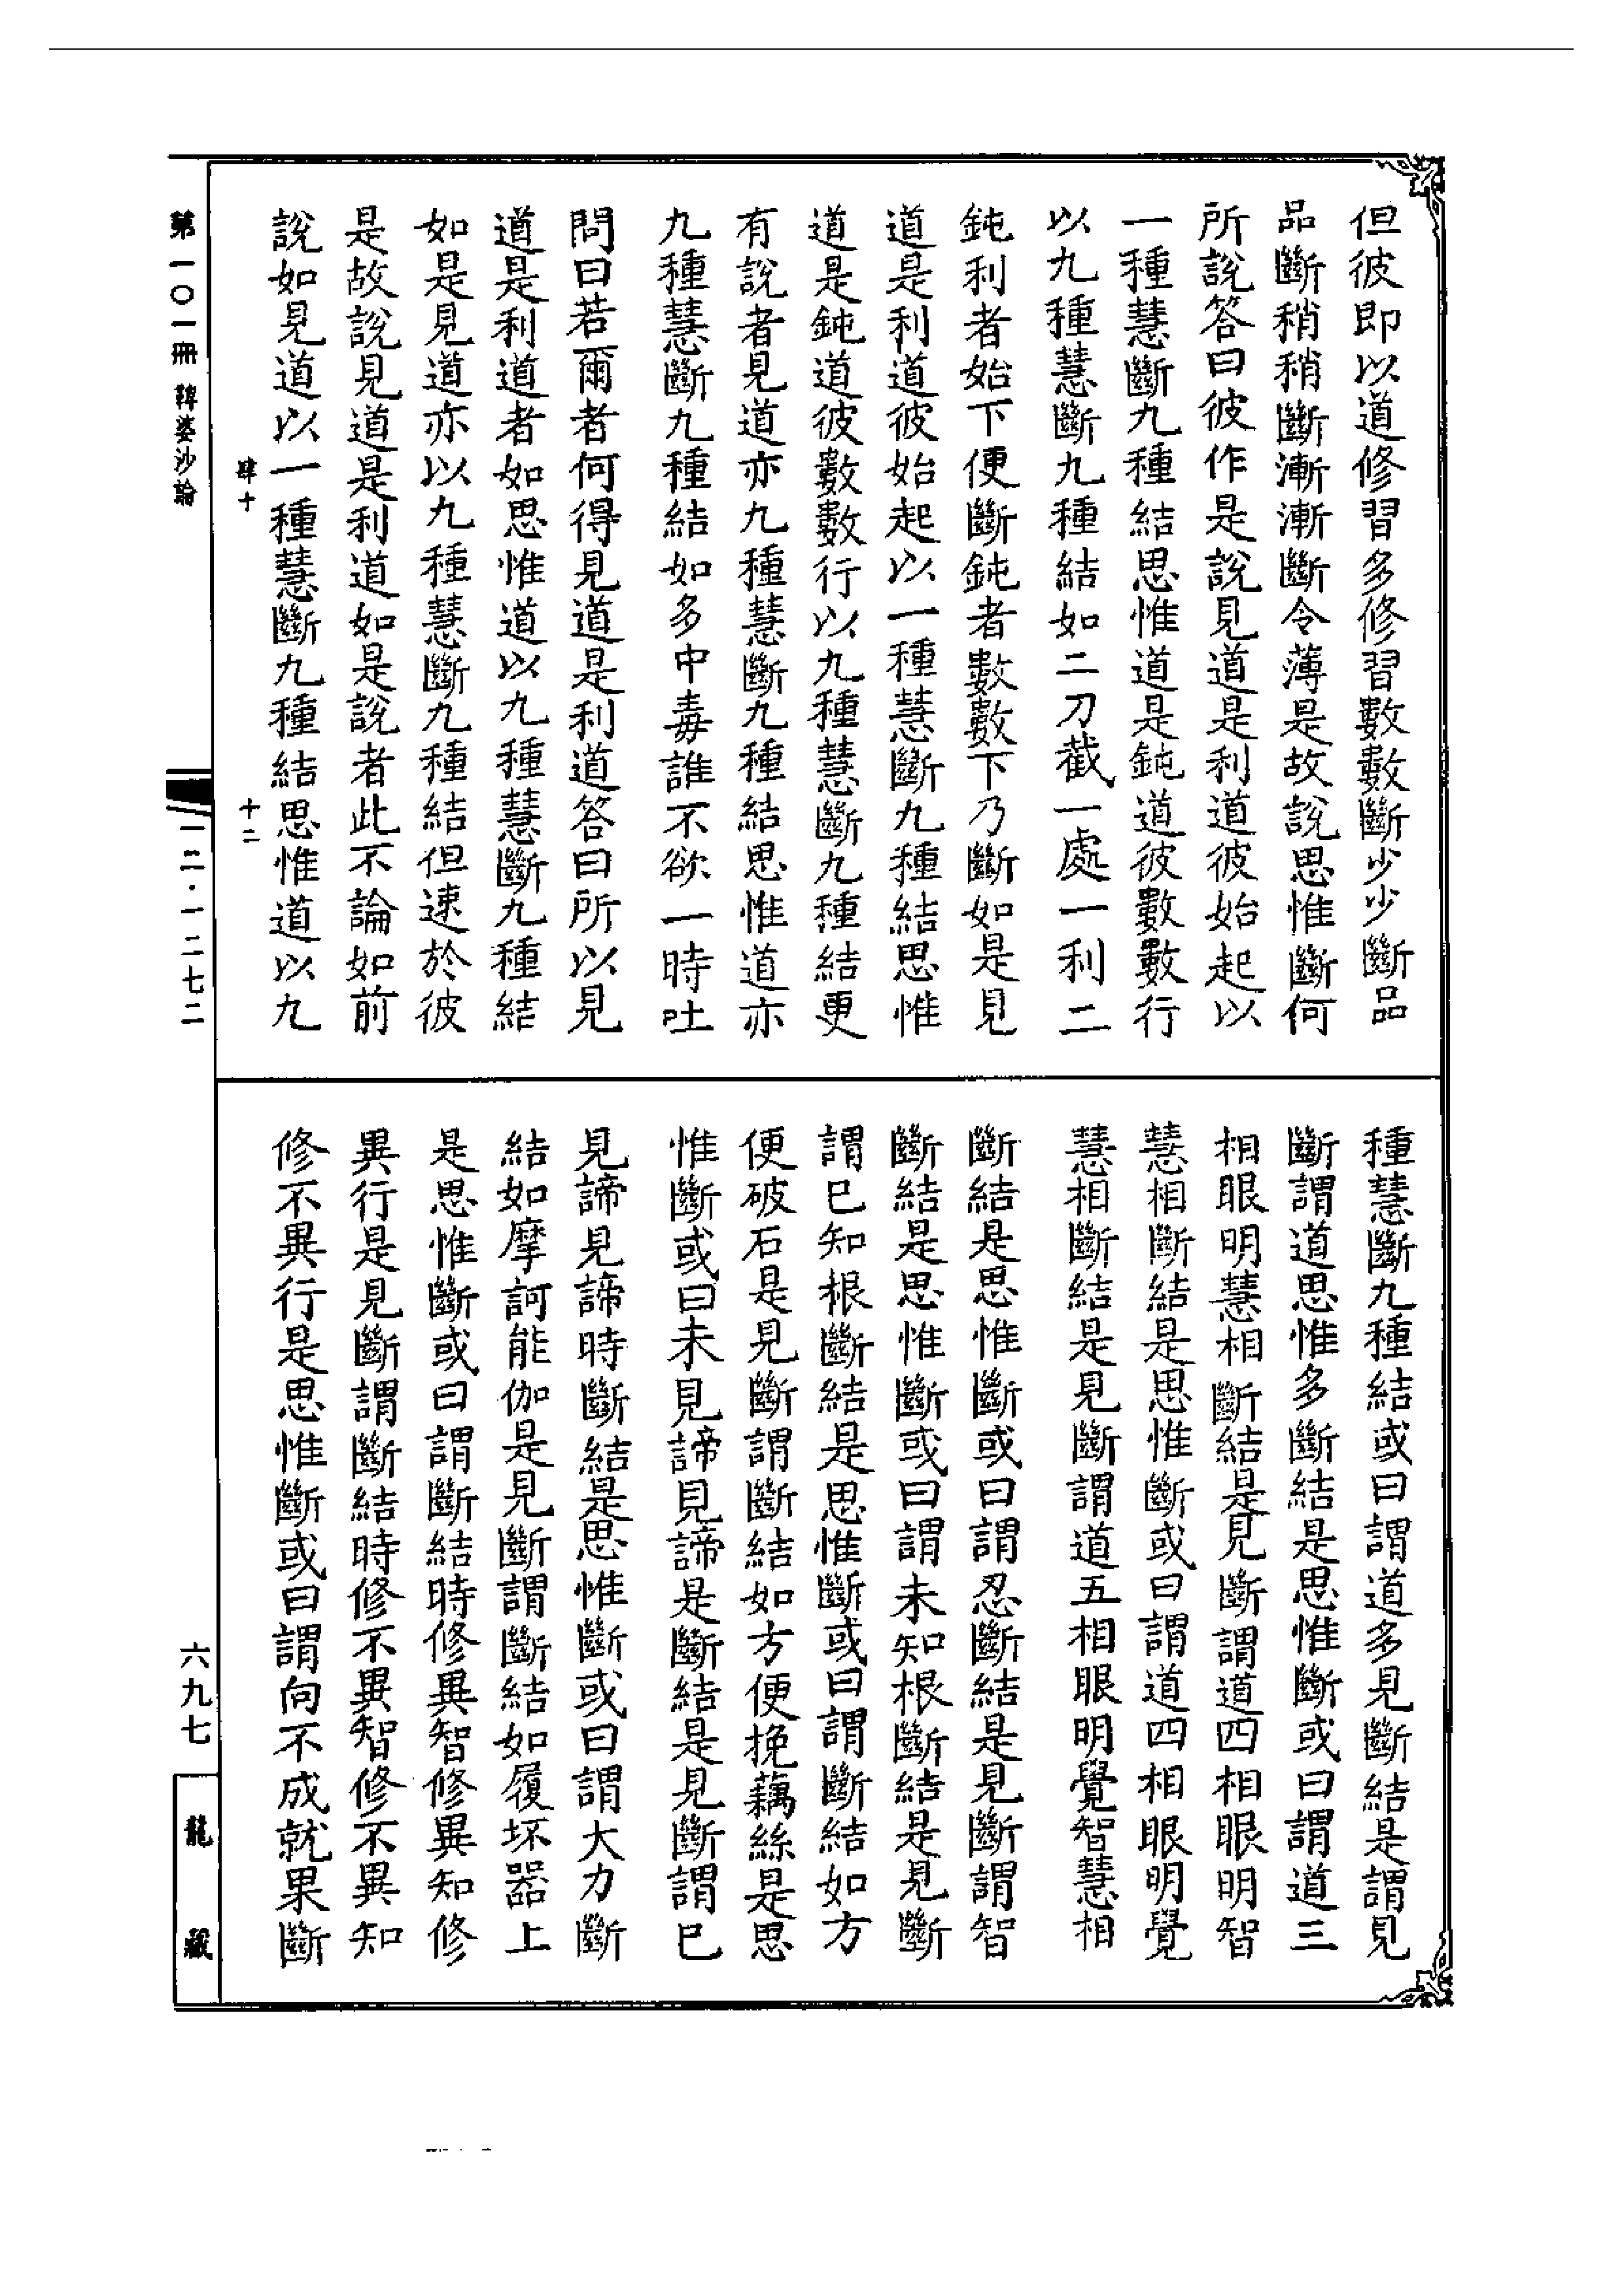 但彼即以道修習多修習數數斷少少斷品
品斷稍稍斷漸漸斷令薄是故說思惟斷何
所說答曰彼作是說見道是利道彼始起以
一種慧斷九種結思惟道是鈍道彼數數行
以九種慧斷九種結如二刀截一處一利二
鈍利者始下便斷鈍者數數下乃斷如是見
道是利道彼始起以一種慧斷九種結思惟
道是鈍道彼數數行以九種慧斷九種結更
有說者見道亦九種慧斷九種結思惟道亦
九種慧斷九種結如多中毒誰不欲一時吐
問曰若爾者何得見道是利道答曰所以見
道是利道者如思惟道以九種慧斷九種結
如是見道亦以九種慧斷九種結但速於彼
是故說見道是利道如是說者此不論如前
說如見道以一種慧斷九種結思惟道以九
種慧斷九種結或曰謂道多見斷結是謂見
斷謂道思惟多斷結是思惟斷或曰謂道三
相眼明慧相斷結是見斷謂道四相眼明智
慧相斷結是思惟斷或曰謂道四相眼明覺
慧相斷結是見斷謂道五相眼明覺智慧相
斷結是思惟斷或曰謂忍斷結是見斷謂智
斷結是思惟斷或曰謂未知根斷結是見斷
謂已知根斷結是思惟斷或曰謂斷結如方
便破石是見斷謂斷結如方便挽藕絲是思
惟斷或曰未見諦見諦是斷結是見斷謂已
見諦見諦時斷結是思惟斷或曰謂大力斷
結如摩訶能伽是見斷謂斷結如履坏器上
是思惟斷或曰謂斷結時修異智修異知修
異行是見斷謂斷結時修不異智修不異知
修不異行是思惟斷或曰謂向不成就果斷
肆十
十二
第一〇一冊 鞞婆沙論
一二·一二七二
六九七
龍藏